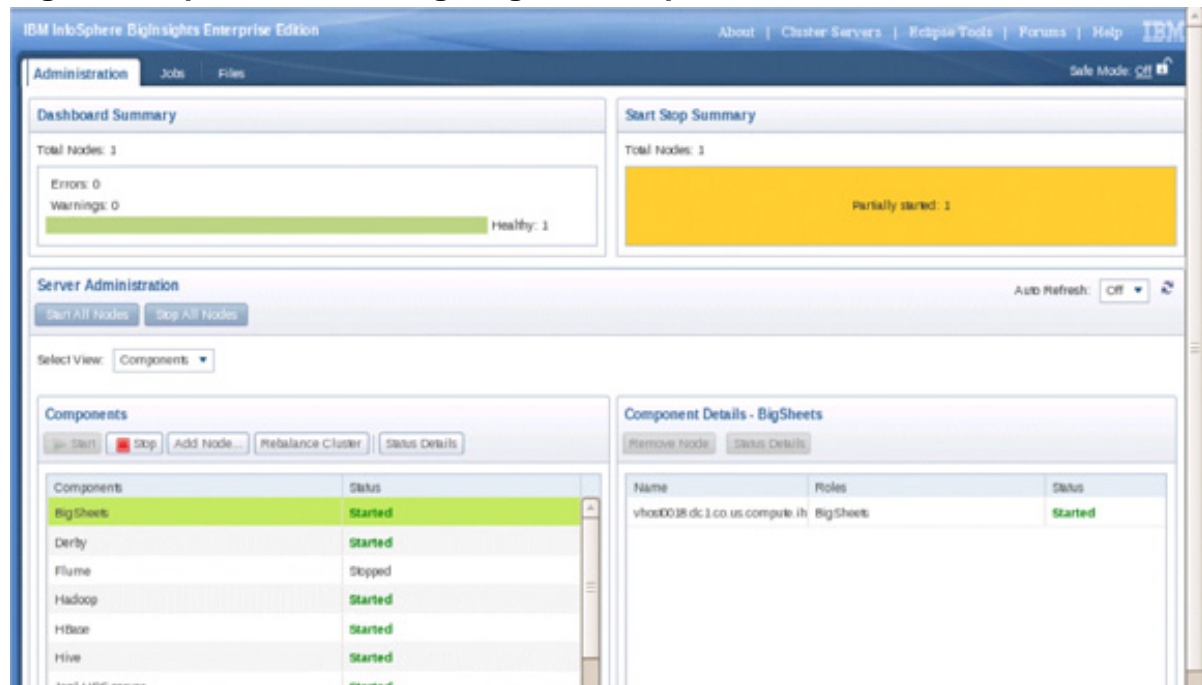 IBM InfoSphere BigInsights Enterprise Edition
About | Cluster Servers | Eclipse Tools | Forums | Help IBM
Administration Jobs Files
Safe Mode: Off
Dashboard Summary
Total Nodes: 1
Errors: 0
Warnings: 0
Healthy: 1
Start Stop Summary
Total Nodes: 1
Partially started: 1
Server Administration
Auto Refresh: Off
Start All Nodes Stop All Nodes
Select View: Components
Components
Start Stop Add Node... Rebalance Cluster Status Details
Components Status
BigSheets Started
Derby Started
Flume Stopped
Hadoop Started
HBase Started
Hive Started
Started
Component Details - BigSheets
Remove Node Status Details
Name Roles Status
vhost0018.dc1.co.us.compute.ih BigSheets Started